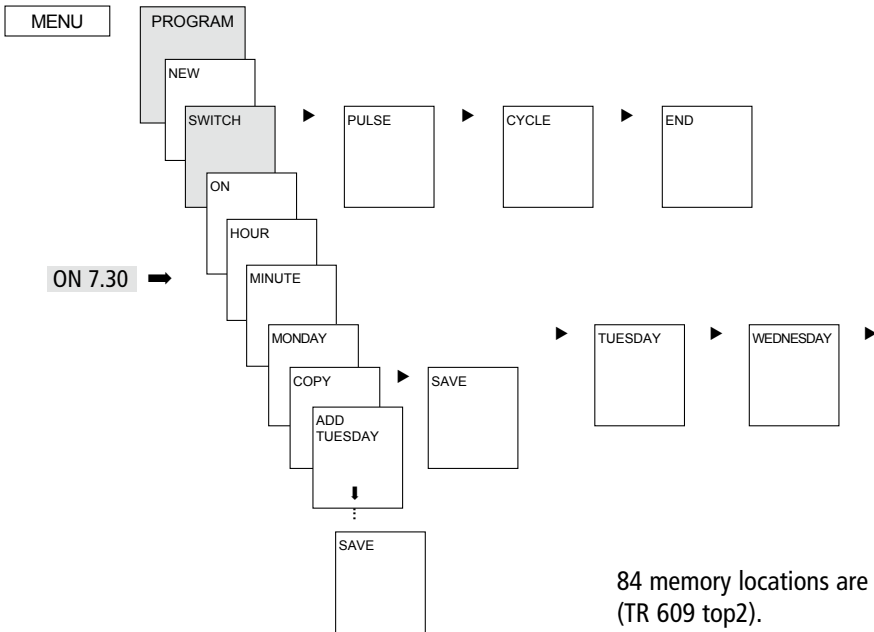 MENU
PROGRAM
NEW
SWITCH
PULSE
CYCLE
END
ON
HOUR
ON 7.30
MINUTE
MONDAY
TUESDAY
WEDNESDAY
COPY
SAVE
ADD
TUESDAY
SAVE
84 memory locations are
(TR 609 top2).